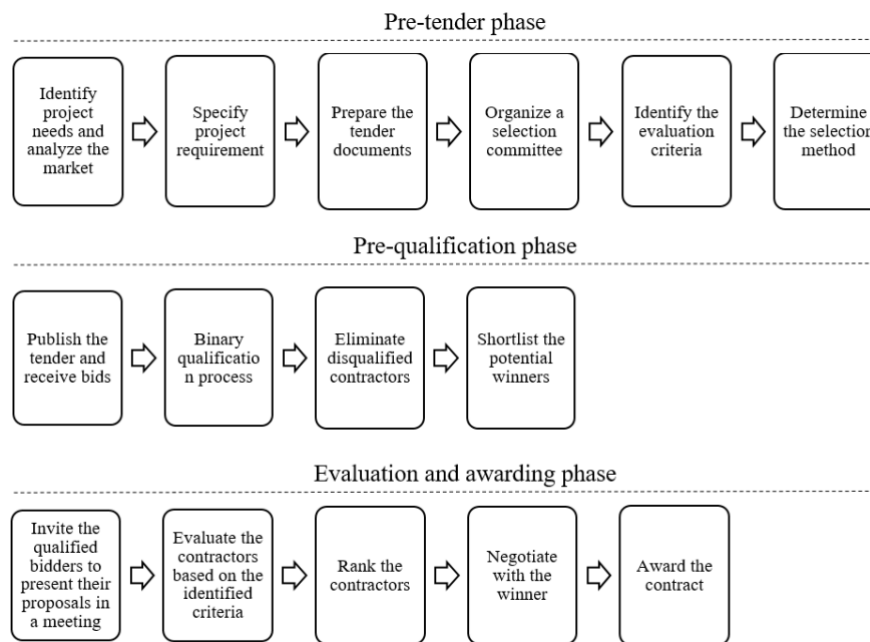 Pre-tender phase
Identify
project
needs and
analyze the
market
Specify
project
requirement
Prepare the
tender
documents
Organize a
selection
committee
Identify the
evaluation
criteria
Determine
the selection
method
Pre-qualification phase
Publish the
tender and
receive bids
Binary
qualificatio
n process
Eliminate
disqualified
contractors
Shortlist the
potential
winners
Evaluation and awarding phase
Invite the
qualified
bidders to
present their
proposals in
a meeting
Evaluate the
contractors
based on the
identified
criteria
Rank the
contractors
Negotiate
with the
winner
Award the
contract